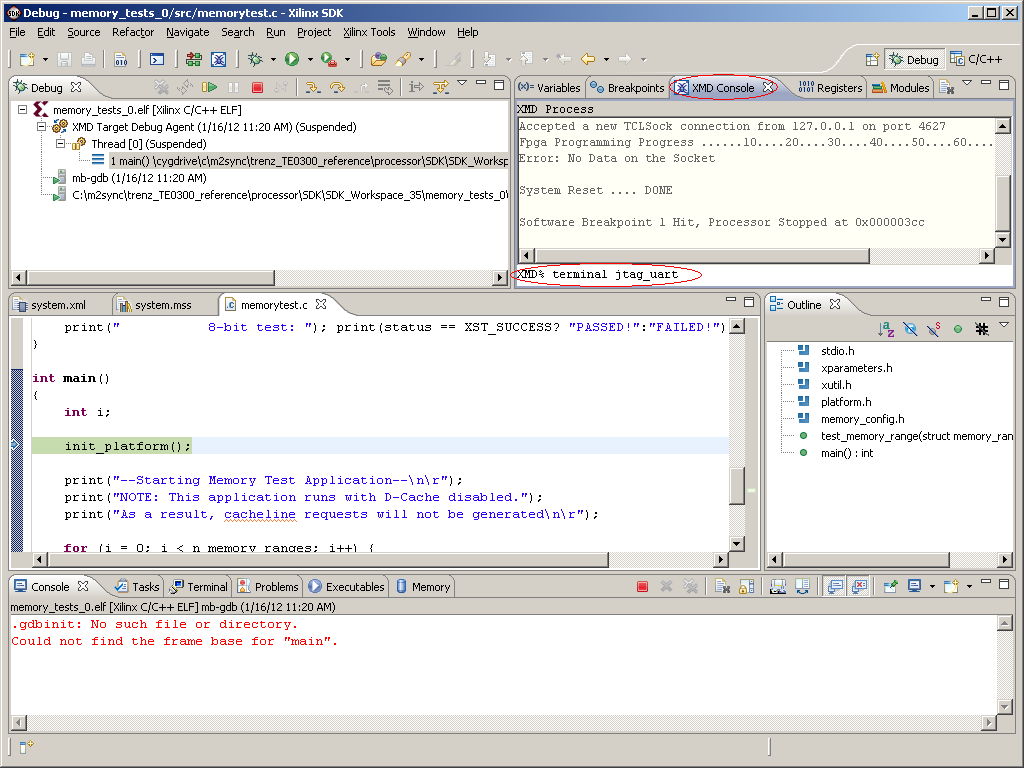 Debug - memory_tests_0/src/memorytest.c - Xilinx SDK
File Edit Source Refactor Navigate Search Run Project Xilinx Tools Window Help
Debug C/C++
Debug
memory_tests_0.elf [Xilinx C/C++ ELF]
XMD Target Debug Agent (1/16/12 11:20 AM) (Suspended)
Thread [0] (Suspended)
1 main() \cygdrive\c\m2sync\trenz_TE0300_reference\processor\SDK\SDK_Worksp
mb-gdb (1/16/12 11:20 AM)
C:\m2sync\trenz_TE0300_reference\processor\SDK\SDK_Workspace_35\memory_tests_0\
Variables Breakpoints XMD Console Registers Modules
XMD Process
Accepted a new TCLSock connection from 127.0.0.1 on port 4627
Fpga Programming Progress ......10....20....30....40....50....60....
Error: No Data on the Socket
System Reset .... DONE
Software Breakpoint 1 Hit, Processor Stopped at 0x000003cc
XMD% terminal jtag_uart
system.xml system.mss memorytest.c
print("          8-bit test: "); print(status == XST_SUCCESS? "PASSED!":"FAILED!")
}
int main()
{
int i;
init_platform();
print("--Starting Memory Test Application--\n\r");
print("NOTE: This application runs with D-Cache disabled.");
print("As a result, cacheline requests will not be generated\n\r");
for (i = 0; i < n_memory_ranges; i++) {
Outline
stdio.h
xparameters.h
xutil.h
platform.h
memory_config.h
test_memory_range(struct memory_ran
main() : int
Console Tasks Terminal Problems Executables Memory
memory_tests_0.elf [Xilinx C/C++ ELF] mb-gdb (1/16/12 11:20 AM)
.gdbinit: No such file or directory.
Could not find the frame base for "main".